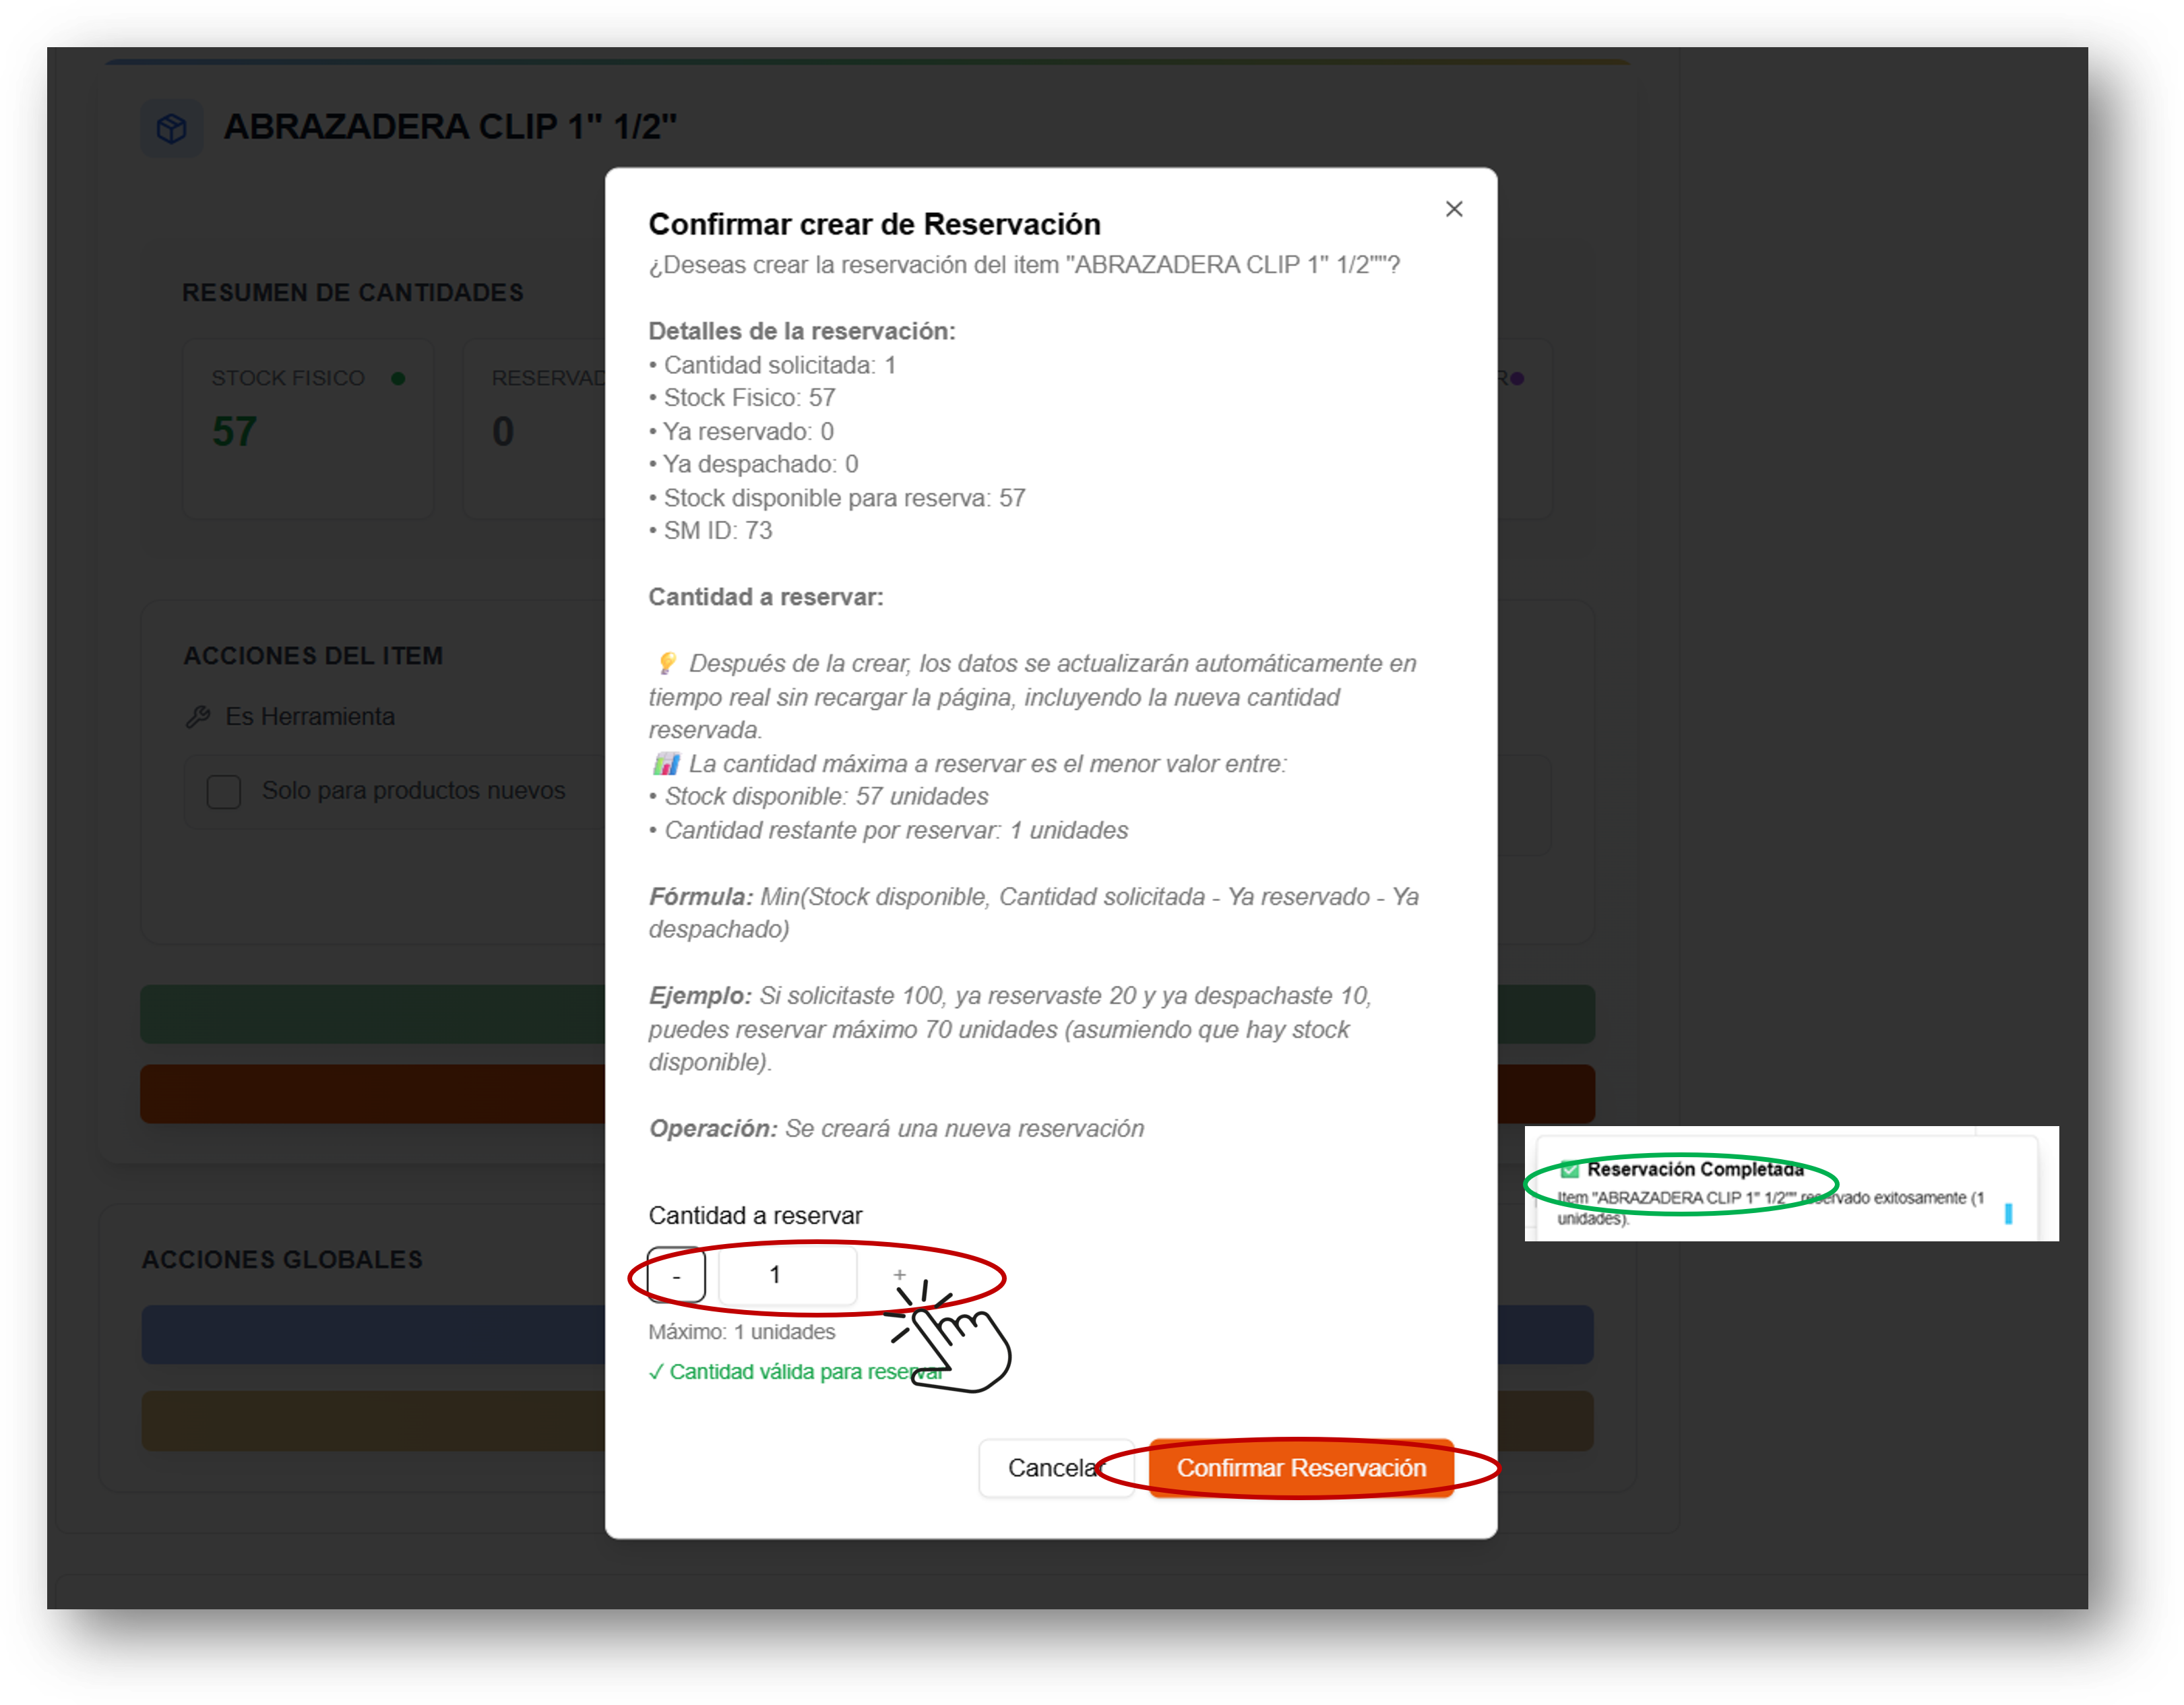 ABRAZADERA CLIP 1" 1/2"
RESUMEN DE CANTIDADES
STOCK FISICO
57
RESERVAD
0
R
ACCIONES DEL ITEM
Es Herramienta
Solo para productos nuevos
ACCIONES GLOBALES
Confirmar crear de Reservación
¿Deseas crear la reservación del item "ABRAZADERA CLIP 1" 1/2""?
Detalles de la reservación:
• Cantidad solicitada: 1
• Stock Fisico: 57
• Ya reservado: 0
• Ya despachado: 0
• Stock disponible para reserva: 57
• SM ID: 73
Cantidad a reservar:
💡 Después de la crear, los datos se actualizarán automáticamente en
tiempo real sin recargar la página, incluyendo la nueva cantidad
reservada.
📊 La cantidad máxima a reservar es el menor valor entre:
• Stock disponible: 57 unidades
• Cantidad restante por reservar: 1 unidades
Fórmula: Min(Stock disponible, Cantidad solicitada - Ya reservado - Ya
despachado)
Ejemplo: Si solicitaste 100, ya reservaste 20 y ya despachaste 10,
puedes reservar máximo 70 unidades (asumiendo que hay stock
disponible).
Operación: Se creará una nueva reservación
Cantidad a reservar
- 1 +
Máximo: 1 unidades
✓ Cantidad válida para reservar
Cancelar Confirmar Reservación
✅ Reservación Completada
Item "ABRAZADERA CLIP 1" 1/2"" reservado exitosamente (1
unidades).